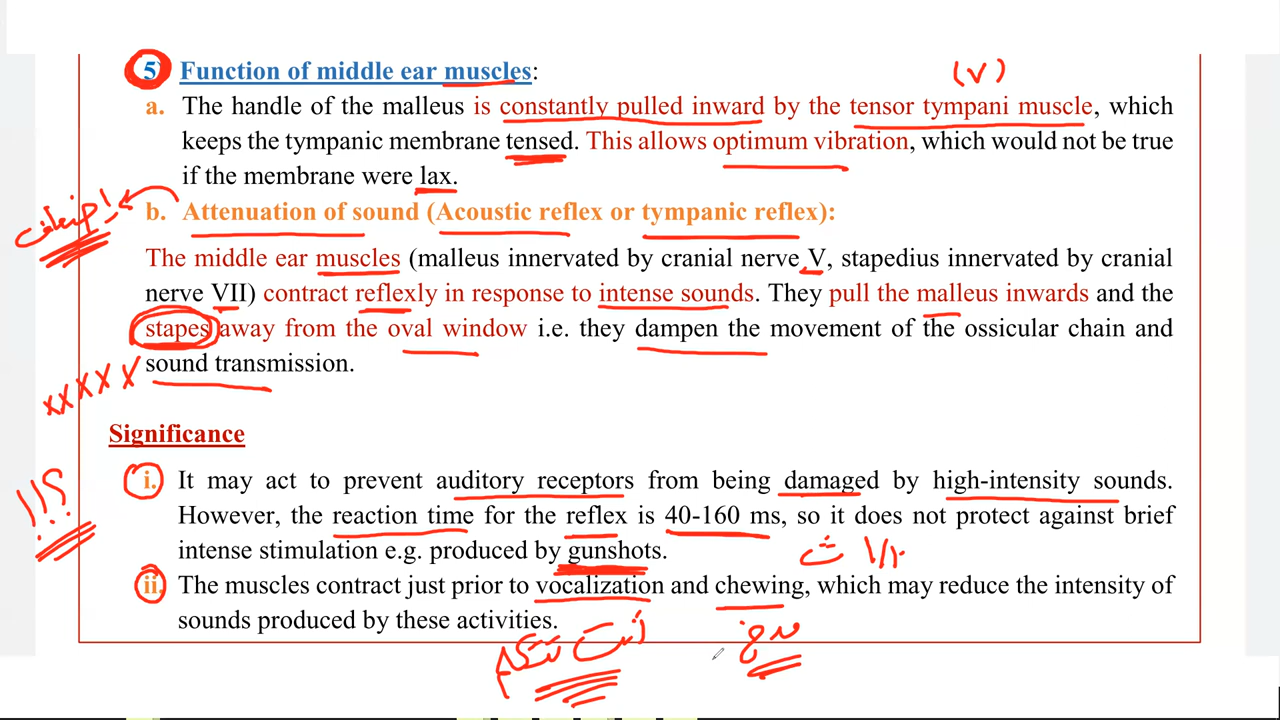 5) Function of middle ear muscles:
(V)
a. The handle of the malleus is constantly pulled inward by the tensor tympani muscle, which
keeps the tympanic membrane tensed. This allows optimum vibration, which would not be true
if the membrane were lax.
b. Attenuation of sound (Acoustic reflex or tympanic reflex):
The middle ear muscles (malleus innervated by cranial nerve V, stapedius innervated by cranial
nerve VII) contract reflexly in response to intense sounds. They pull the malleus inwards and the
stapes away from the oval window i.e. they dampen the movement of the ossicular chain and
sound transmission.
xxxxx
Significance
i. It may act to prevent auditory receptors from being damaged by high-intensity sounds.
However, the reaction time for the reflex is 40-160 ms, so it does not protect against brief
intense stimulation e.g. produced by gunshots.
!!؟
١/١٠ ث
ii. The muscles contract just prior to vocalization and chewing, which may reduce the intensity of
sounds produced by these activities.
أنت تتكلم